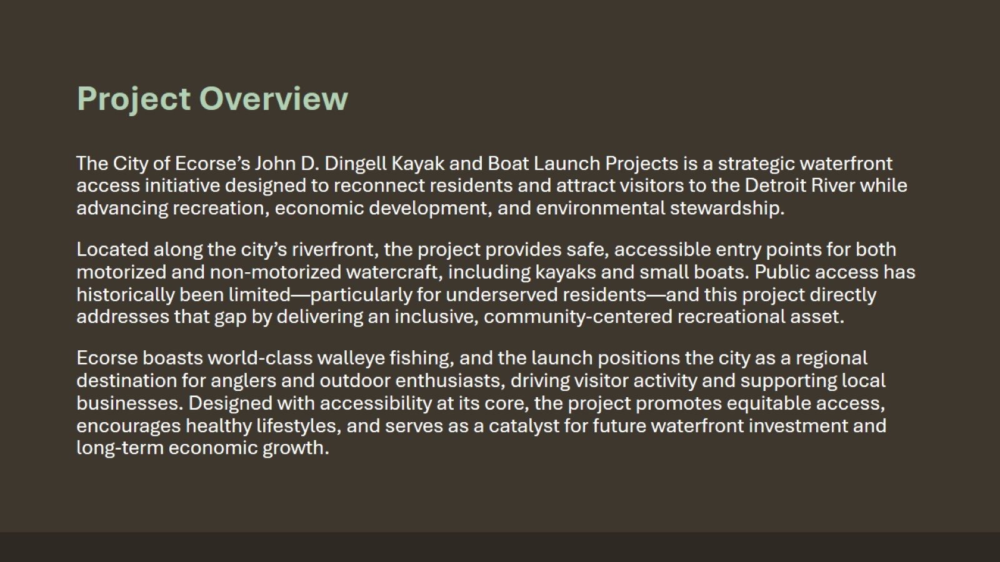 Project Overview
The City of Ecorse’s John D. Dingell Kayak and Boat Launch Projects is a strategic waterfront
access initiative designed to reconnect residents and attract visitors to the Detroit River while
advancing recreation, economic development, and environmental stewardship.
Located along the city’s riverfront, the project provides safe, accessible entry points for both
motorized and non-motorized watercraft, including kayaks and small boats. Public access has
historically been limited—particularly for underserved residents—and this project directly
addresses that gap by delivering an inclusive, community-centered recreational asset.
Ecorse boasts world-class walleye fishing, and the launch positions the city as a regional
destination for anglers and outdoor enthusiasts, driving visitor activity and supporting local
businesses. Designed with accessibility at its core, the project promotes equitable access,
encourages healthy lifestyles, and serves as a catalyst for future waterfront investment and
long-term economic growth.